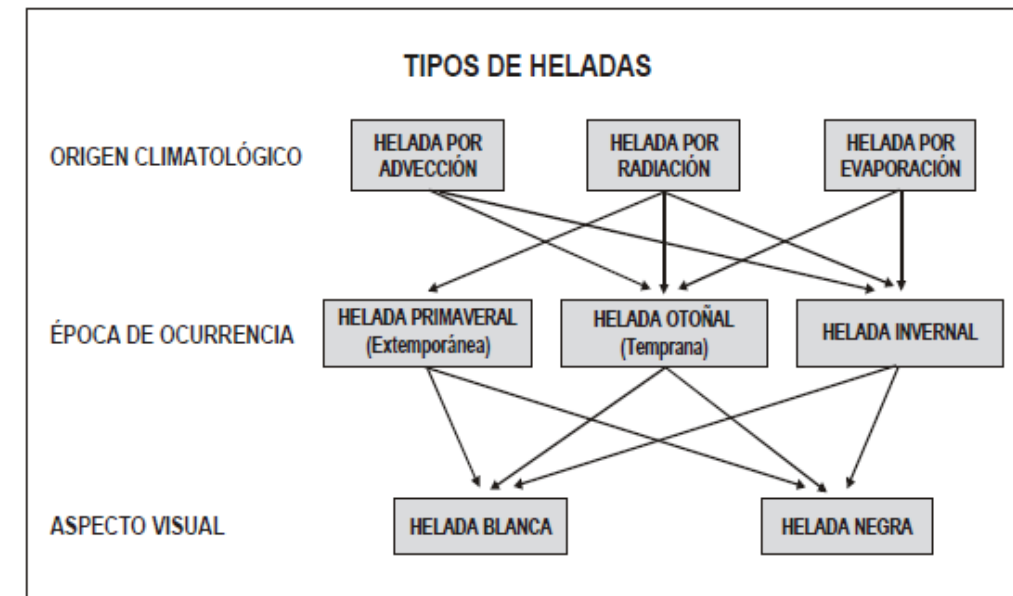 TIPOS DE HELADAS
ORIGEN CLIMATOLÓGICO
HELADA POR
ADVECCIÓN
HELADA POR
RADIACIÓN
HELADA POR
EVAPORACIÓN
ÉPOCA DE OCURRENCIA
HELADA PRIMAVERAL
(Extemporánea)
HELADA OTOÑAL
(Temprana)
HELADA INVERNAL
ASPECTO VISUAL
HELADA BLANCA
HELADA NEGRA